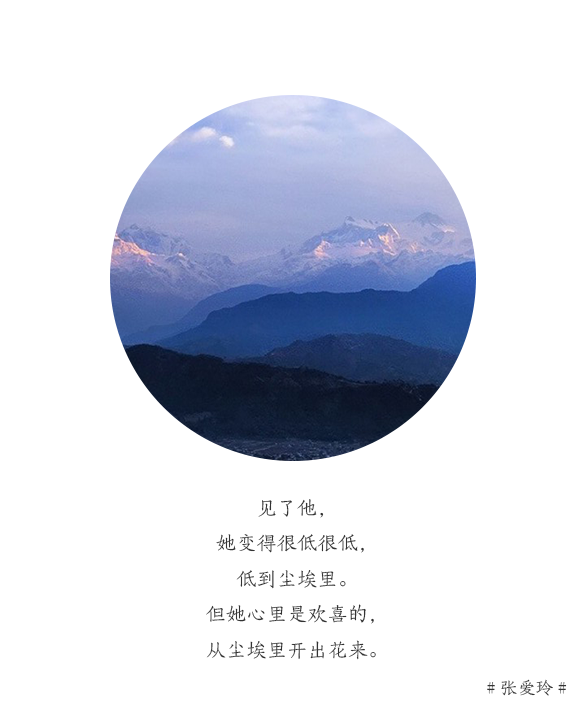 见了他，
她变得很低很低，
低到尘埃里。
但她心里是欢喜的，
从尘埃里开出花来。
# 张爱玲 #